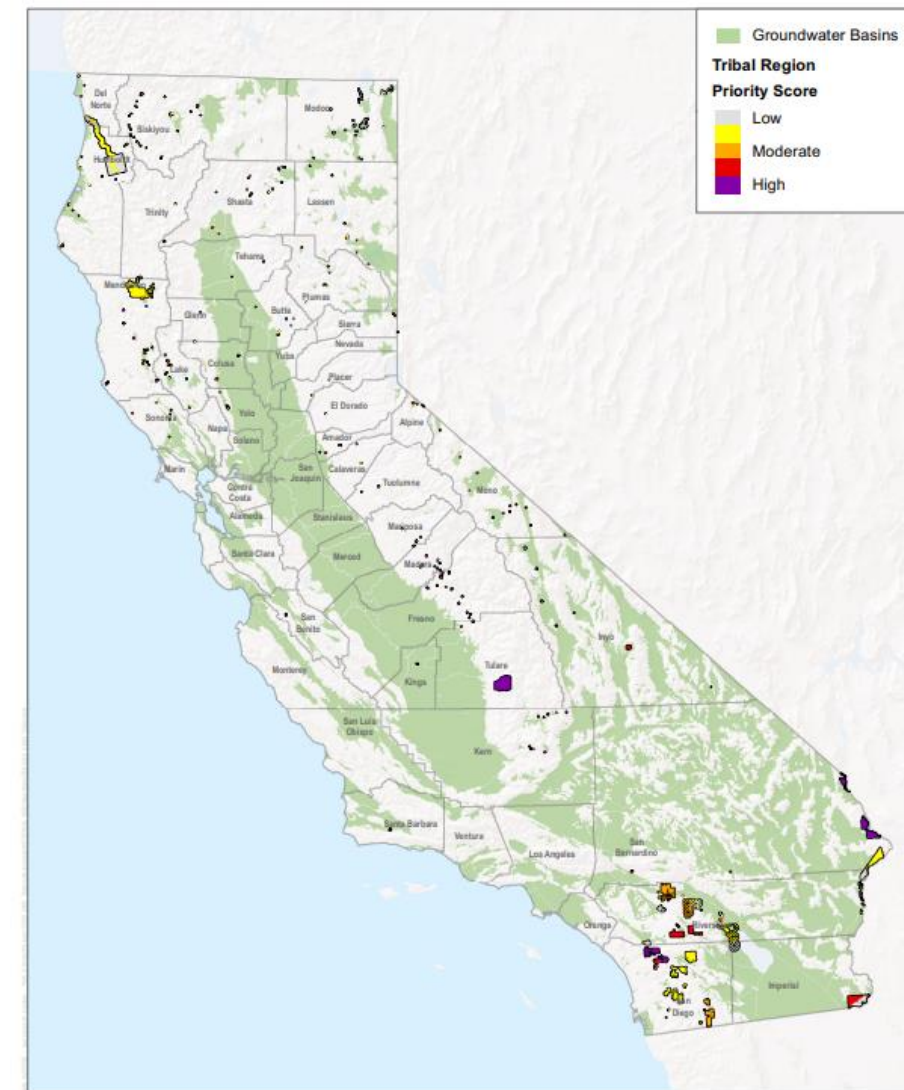 Groundwater Basins
Tribal Region
Priority Score
Low
Moderate
High
Del
Norte
Siskiyou
Modoc
Humboldt
Trinity
Shasta
Lassen
Tehama
Mendocino
Plumas
Glenn
Butte
Sierra
Nevada
Yuba
Colusa
Lake
Placer
El Dorado
Yolo
Sonoma
Napa
Alpine
Amador
Solano
Calaveras
Marin
San
Joaquin
Tuolumne
Mono
Contra
Costa
Alameda
Stanislaus
Mariposa
Santa Clara
Merced
Madera
San
Benito
Fresno
Inyo
Monterey
Tulare
Kings
San Luis
Obispo
Kern
Santa Barbara
Ventura
Los Angeles
San
Bernardino
Orange
Riverside
San
Diego
Imperial